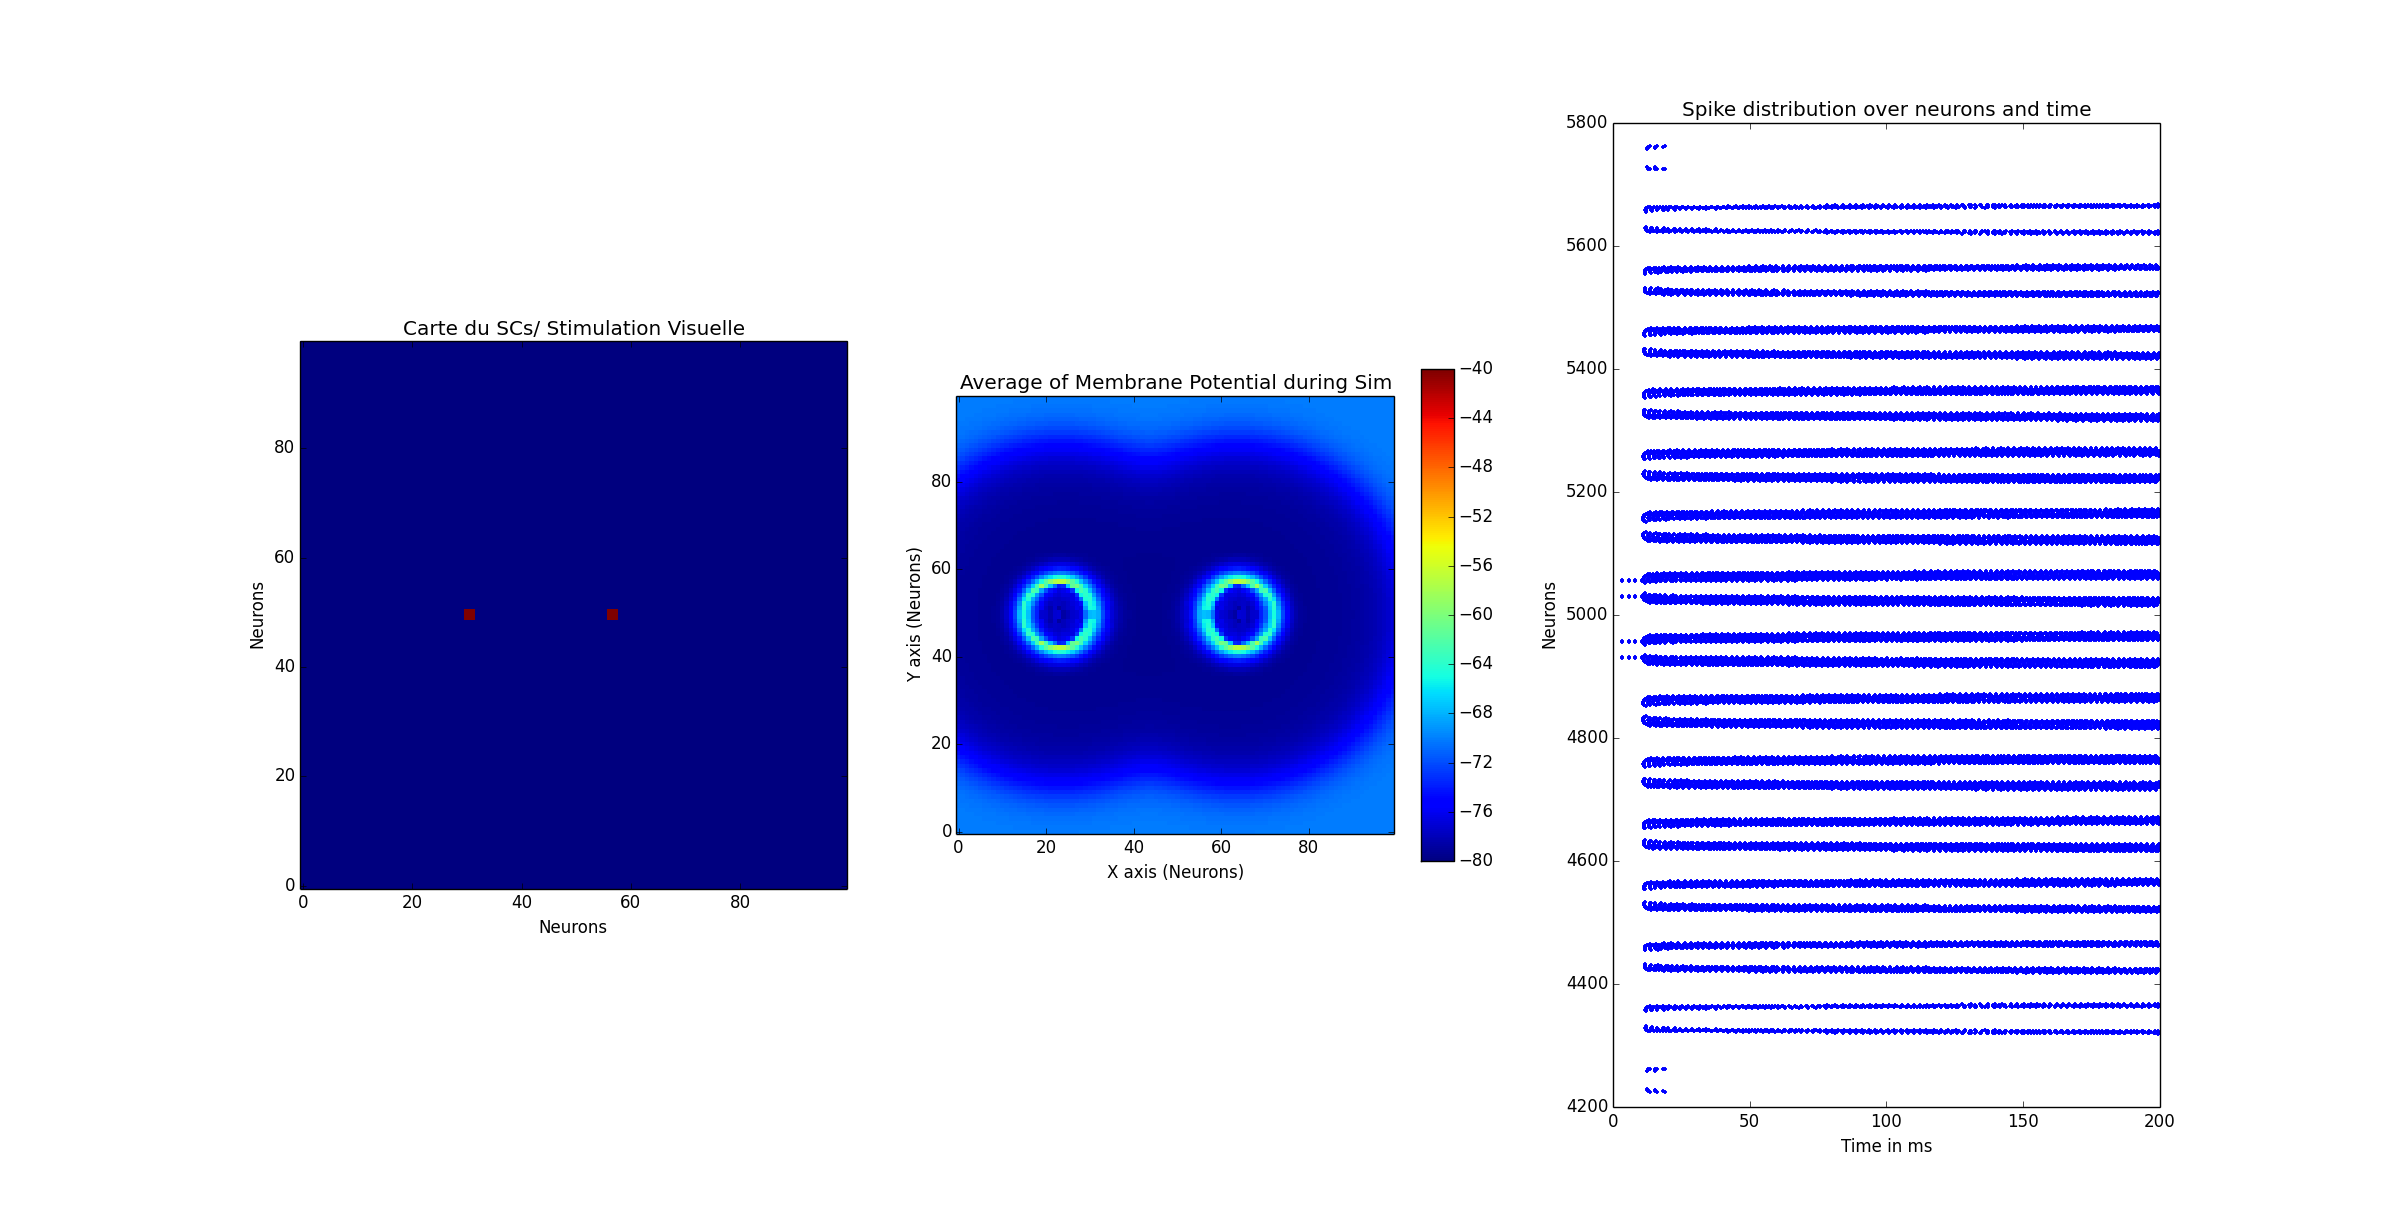 Carte du SCs/ Stimulation Visuelle
80
60
40
20
0
Neurons
0 20 40 60 80
Neurons
Average of Membrane Potential during Sim
80
60
40
20
0
Y axis (Neurons)
0 20 40 60 80
X axis (Neurons)
−40
−44
−48
−52
−56
−60
−64
−68
−72
−76
−80
Spike distribution over neurons and time
5800
5600
5400
5200
5000
4800
4600
4400
4200
Neurons
0 50 100 150 200
Time in ms